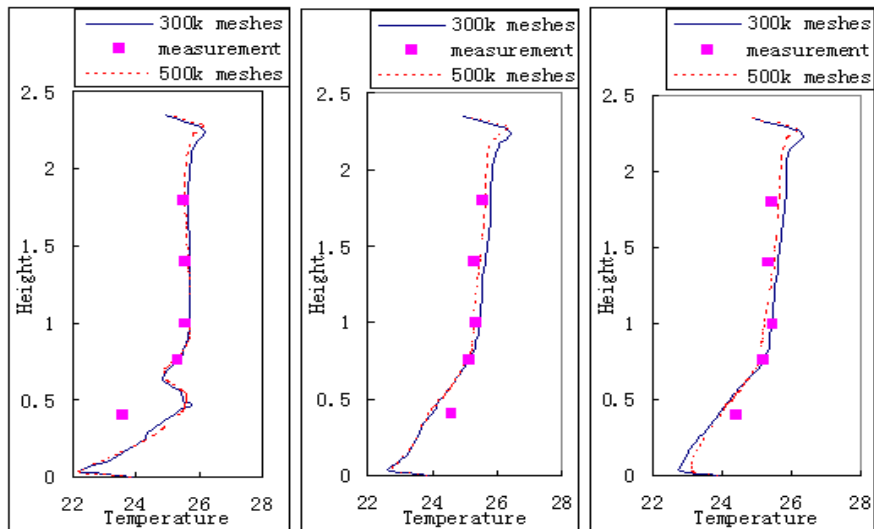 300k meshes
measurement
500k meshes
2.5
2
1.5
1
0.5
0
Height
22
24
26
28
Temperature
300k meshes
measurement
500k meshes
2.5
2
1.5
1
0.5
0
Height
22
24
26
28
Temperature
300k meshes
measurement
500k meshes
2.5
2
1.5
1
0.5
0
Height
22
24
26
28
Temperature